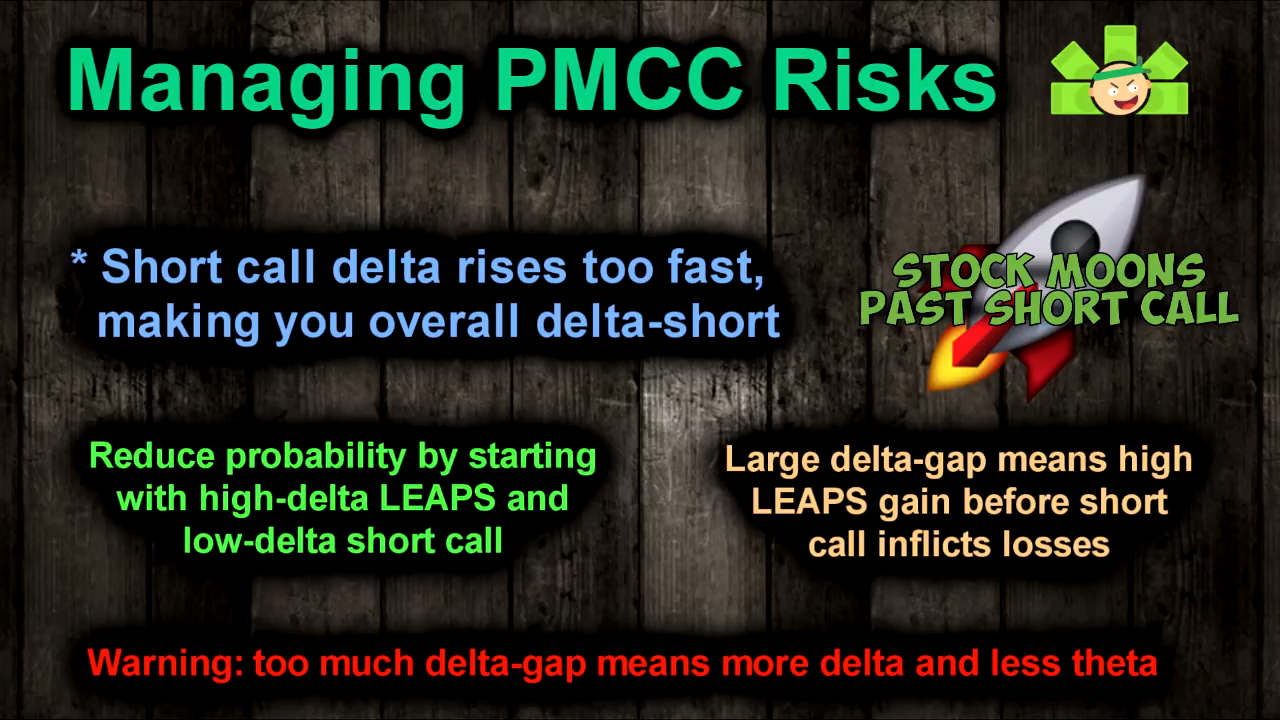 Managing PMCC Risks
* Short call delta rises too fast,
making you overall delta-short
STOCK MOONS
PAST SHORT CALL
Reduce probability by starting
with high-delta LEAPS and
low-delta short call
Large delta-gap means high
LEAPS gain before short
call inflicts losses
Warning: too much delta-gap means more delta and less theta